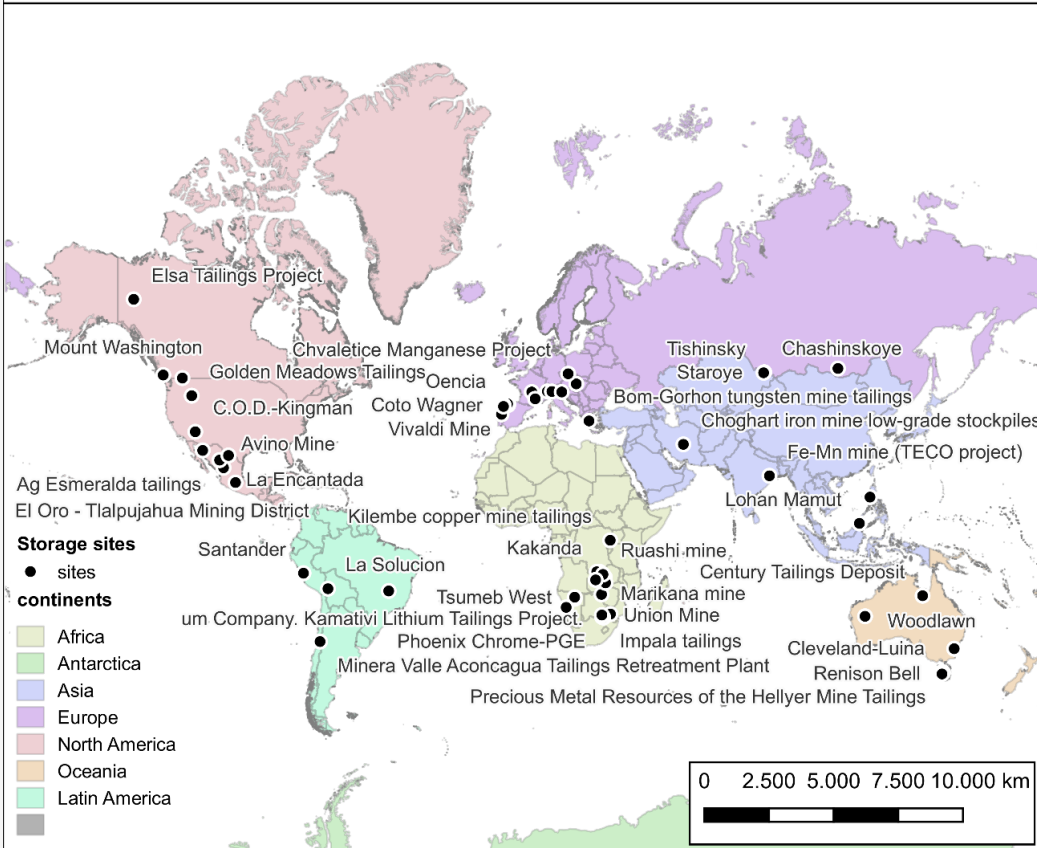 Elsa Tailings Project
Mount Washington
Chvaletice Manganese Project
Tishinsky
Chashinskoye
Golden Meadows Tailings
Staroye
Oencia
Bom-Gorhon tungsten mine tailings
C.O.D.-Kingman
Coto Wagner
Choghart iron mine low-grade stockpiles
Vivaldi Mine
Avino Mine
Fe-Mn mine (TECO project)
Ag Esmeralda tailings
La Encantada
Lohan Mamut
El Oro - Tlalpujahua Mining District
Kilembe copper mine tailings
Storage sites
Santander
Kakanda
Ruashi mine
sites
La Solucion
Century Tailings Deposit
continents
Tsumeb West
Marikana mine
um Company. Kamativi Lithium Tailings Project
Union Mine
Woodlawn
Africa
Phoenix Chrome-PGE
Impala tailings
Cleveland-Luina
Antarctica
Minera Valle Aconcagua Tailings Retreatment Plant
Renison Bell
Asia
Precious Metal Resources of the Hellyer Mine Tailings
Europe
North America
Oceania
Latin America
0 2.500 5.000 7.500 10.000 km